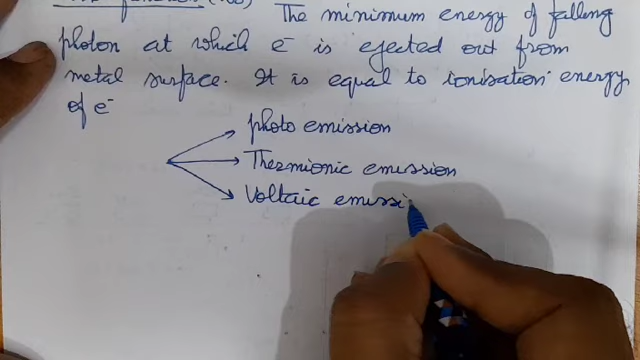 The minimum energy of falling
photon at which e⁻ is ejected out from
metal surface. It is equal to ionisation energy
of e⁻
photo emission
Thermionic emission
Voltaic emissi